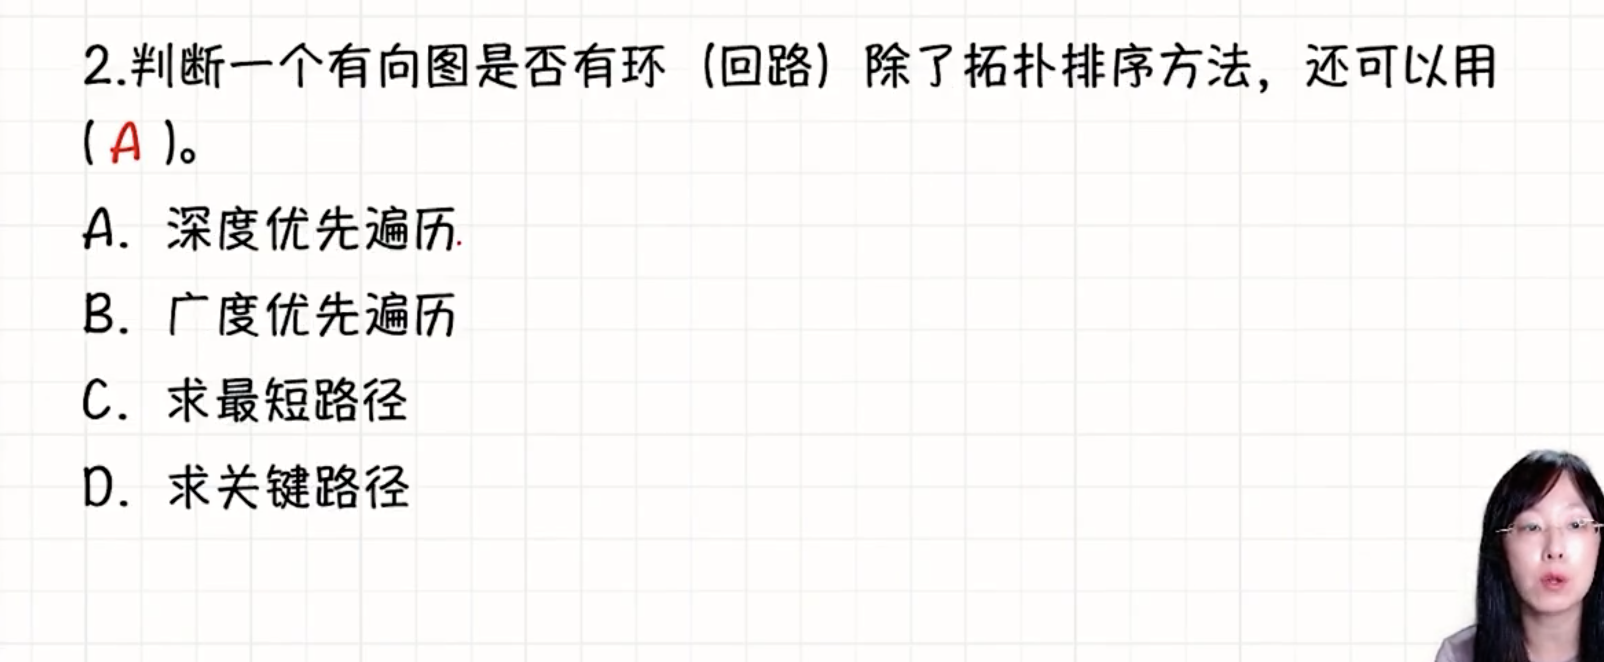 2.判断一个有向图是否有环（回路）除了拓扑排序方法，还可以用
( A )。
A. 深度优先遍历.
B. 广度优先遍历
C. 求最短路径
D. 求关键路径